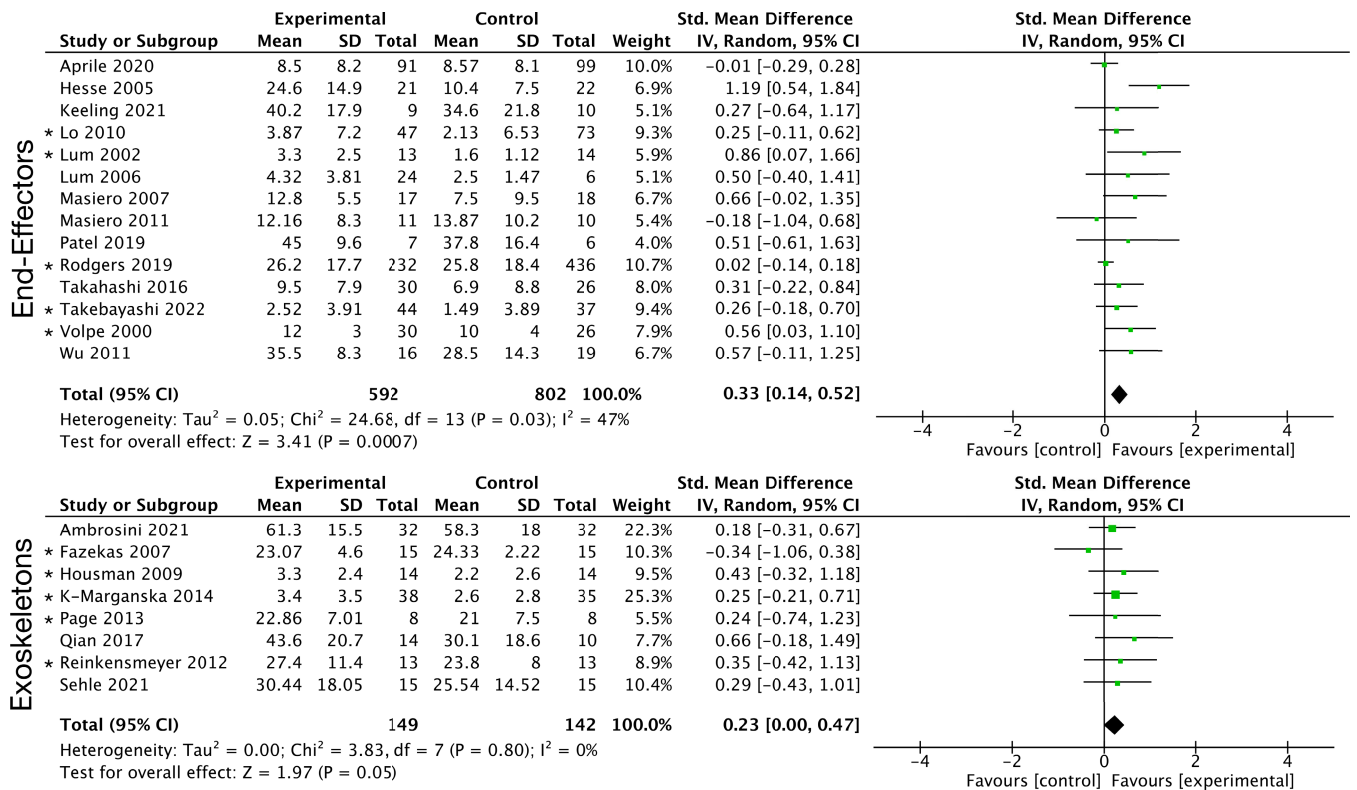 End-Effectors
Experimental Control Std. Mean Difference Std. Mean Difference
Study or Subgroup Mean SD Total Mean SD Total Weight IV, Random, 95% CI IV, Random, 95% CI
Aprile 2020 8.5 8.2 91 8.57 8.1 99 10.0% −0.01 [−0.29, 0.28]
Hesse 2005 24.6 14.9 21 10.4 7.5 22 6.9% 1.19 [0.54, 1.84]
Keeling 2021 40.2 17.9 9 34.6 21.8 10 5.1% 0.27 [−0.64, 1.17]
* Lo 2010 3.87 7.2 47 2.13 6.53 73 9.3% 0.25 [−0.11, 0.62]
* Lum 2002 3.3 2.5 13 1.6 1.12 14 5.9% 0.86 [0.07, 1.66]
Lum 2006 4.32 3.81 24 2.5 1.47 6 5.1% 0.50 [−0.40, 1.41]
Masiero 2007 12.8 5.5 17 7.5 9.5 18 6.7% 0.66 [−0.02, 1.35]
Masiero 2011 12.16 8.3 11 13.87 10.2 10 5.4% −0.18 [−1.04, 0.68]
Patel 2019 45 9.6 7 37.8 16.4 6 4.0% 0.51 [−0.61, 1.63]
* Rodgers 2019 26.2 17.7 232 25.8 18.4 436 10.7% 0.02 [−0.14, 0.18]
Takahashi 2016 9.5 7.9 30 6.9 8.8 26 8.0% 0.31 [−0.22, 0.84]
* Takebayashi 2022 2.52 3.91 44 1.49 3.89 37 9.4% 0.26 [−0.18, 0.70]
* Volpe 2000 12 3 30 10 4 26 7.9% 0.56 [0.03, 1.10]
Wu 2011 35.5 8.3 16 28.5 14.3 19 6.7% 0.57 [−0.11, 1.25]
Total (95% CI) 592 802 100.0% 0.33 [0.14, 0.52]
Heterogeneity: Tau² = 0.05; Chi² = 24.68, df = 13 (P = 0.03); I² = 47%
Test for overall effect: Z = 3.41 (P = 0.0007)
−4 −2 0 2 4
Favours [control] Favours [experimental]
Exoskeletons
Experimental Control Std. Mean Difference Std. Mean Difference
Study or Subgroup Mean SD Total Mean SD Total Weight IV, Random, 95% CI IV, Random, 95% CI
Ambrosini 2021 61.3 15.5 32 58.3 18 32 22.3% 0.18 [−0.31, 0.67]
* Fazekas 2007 23.07 4.6 15 24.33 2.22 15 10.3% −0.34 [−1.06, 0.38]
* Housman 2009 3.3 2.4 14 2.2 2.6 14 9.5% 0.43 [−0.32, 1.18]
* K−Marganska 2014 3.4 3.5 38 2.6 2.8 35 25.3% 0.25 [−0.21, 0.71]
* Page 2013 22.86 7.01 8 21 7.5 8 5.5% 0.24 [−0.74, 1.23]
Qian 2017 43.6 20.7 14 30.1 18.6 10 7.7% 0.66 [−0.18, 1.49]
* Reinkensmeyer 2012 27.4 11.4 13 23.8 8 13 8.9% 0.35 [−0.42, 1.13]
Sehle 2021 30.44 18.05 15 25.54 14.52 15 10.4% 0.29 [−0.43, 1.01]
Total (95% CI) 149 142 100.0% 0.23 [0.00, 0.47]
Heterogeneity: Tau² = 0.00; Chi² = 3.83, df = 7 (P = 0.80); I² = 0%
Test for overall effect: Z = 1.97 (P = 0.05)
−4 −2 0 2 4
Favours [control] Favours [experimental]